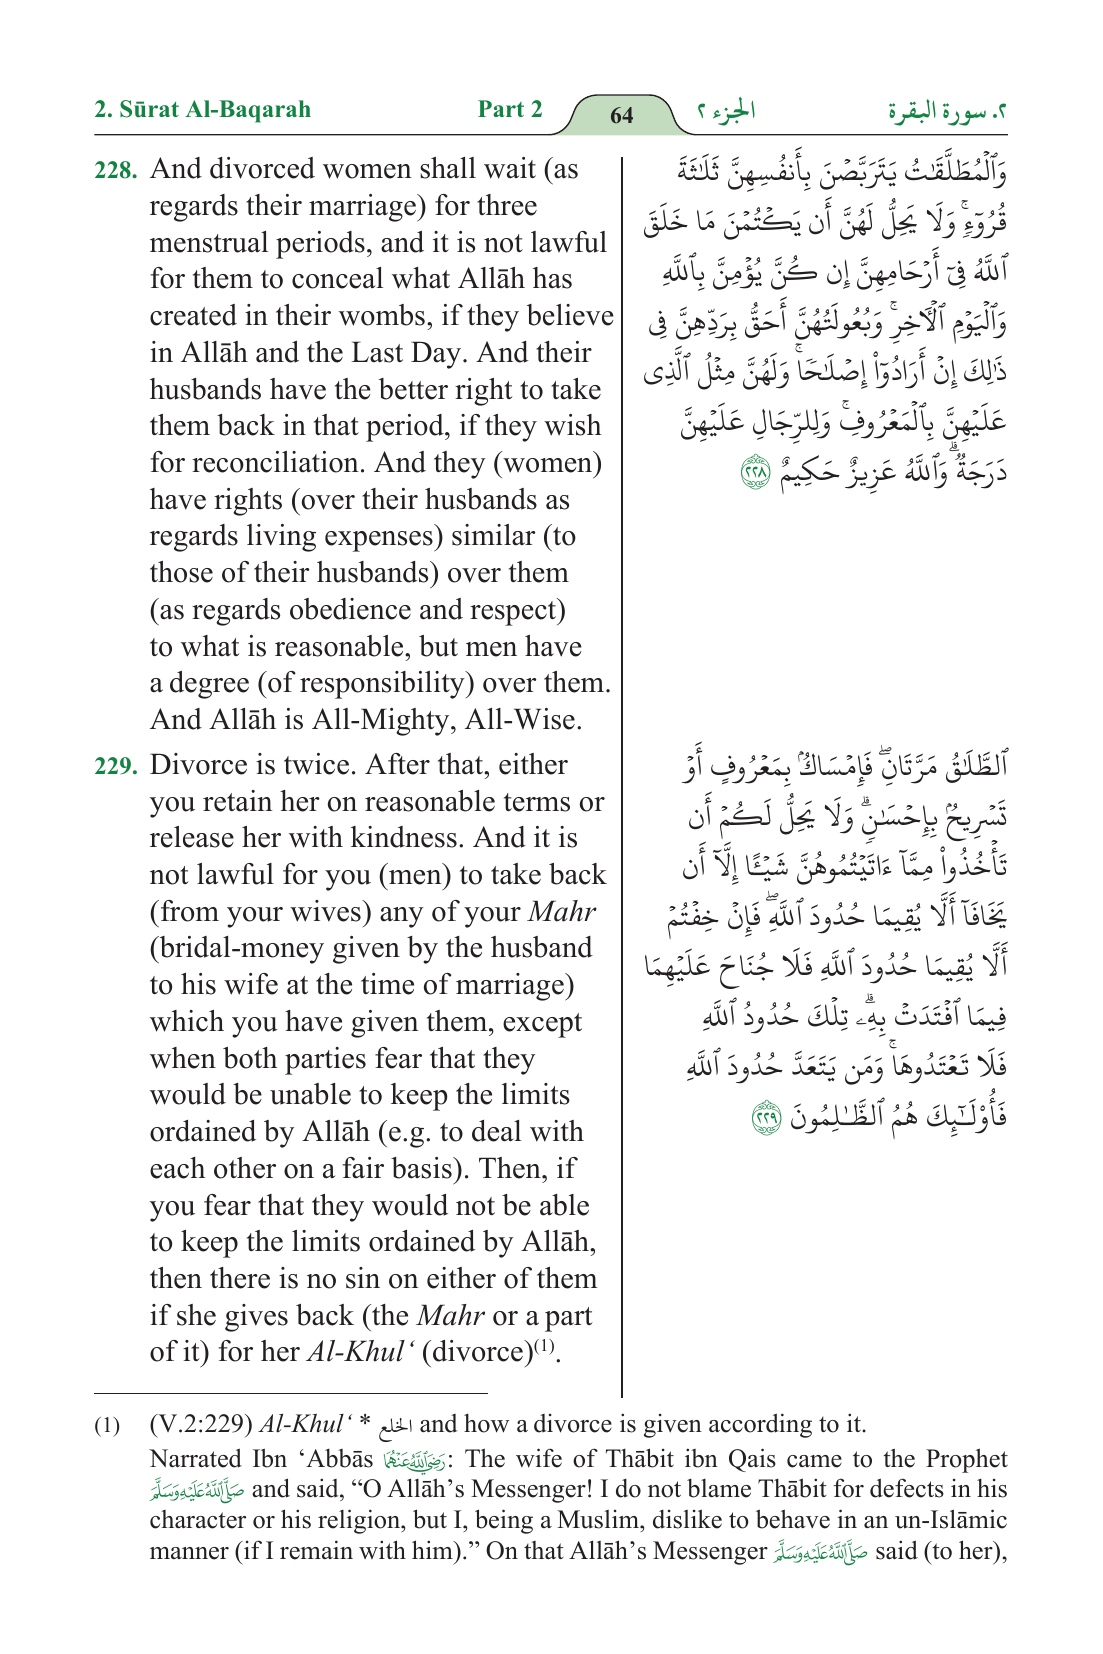 2. Sūrat Al-Baqarah Part 2 64 الجزء ٢ ٢. سورة البقرة
228. And divorced women shall wait (as
regards their marriage) for three
menstrual periods, and it is not lawful
for them to conceal what Allāh has
created in their wombs, if they believe
in Allāh and the Last Day. And their
husbands have the better right to take
them back in that period, if they wish
for reconciliation. And they (women)
have rights (over their husbands as
regards living expenses) similar (to
those of their husbands) over them
(as regards obedience and respect)
to what is reasonable, but men have
a degree (of responsibility) over them.
And Allāh is All-Mighty, All-Wise.
وَٱلْمُطَلَّقَٰتُ يَتَرَبَّصْنَ بِأَنفُسِهِنَّ ثَلَٰثَةَ
قُرُوٓءٍۚ وَلَا يَحِلُّ لَهُنَّ أَن يَكْتُمْنَ مَا خَلَقَ
ٱللَّهُ فِىٓ أَرْحَامِهِنَّ إِن كُنَّ يُؤْمِنَّ بِٱللَّهِ
وَٱلْيَوْمِ ٱلْأٓخِرِۚ وَبُعُولَتُهُنَّ أَحَقُّ بِرَدِّهِنَّ فِى
ذَٰلِكَ إِنْ أَرَادُوٓا۟ إِصْلَٰحًاۚ وَلَهُنَّ مِثْلُ ٱلَّذِى
عَلَيْهِنَّ بِٱلْمَعْرُوفِۚ وَلِلرِّجَالِ عَلَيْهِنَّ
دَرَجَةٌۗ وَٱللَّهُ عَزِيزٌ حَكِيمٌ ٢٢٨
229. Divorce is twice. After that, either
you retain her on reasonable terms or
release her with kindness. And it is
not lawful for you (men) to take back
(from your wives) any of your Mahr
(bridal-money given by the husband
to his wife at the time of marriage)
which you have given them, except
when both parties fear that they
would be unable to keep the limits
ordained by Allāh (e.g. to deal with
each other on a fair basis). Then, if
you fear that they would not be able
to keep the limits ordained by Allāh,
then there is no sin on either of them
if she gives back (the Mahr or a part
of it) for her Al-Khul‘ (divorce)(1).
ٱلطَّلَٰقُ مَرَّتَانِۖ فَإِمْسَاكٌۢ بِمَعْرُوفٍ أَوْ
تَسْرِيحٌۢ بِإِحْسَٰنٍۗ وَلَا يَحِلُّ لَكُمْ أَن
تَأْخُذُوا۟ مِمَّآ ءَاتَيْتُمُوهُنَّ شَيْـًٔا إِلَّآ أَن
يَخَافَآ أَلَّا يُقِيمَا حُدُودَ ٱللَّهِۖ فَإِنْ خِفْتُمْ
أَلَّا يُقِيمَا حُدُودَ ٱللَّهِ فَلَا جُنَاحَ عَلَيْهِمَا
فِيمَا ٱفْتَدَتْ بِهِۦۗ تِلْكَ حُدُودُ ٱللَّهِ
فَلَا تَعْتَدُوهَاۚ وَمَن يَتَعَدَّ حُدُودَ ٱللَّهِ
فَأُو۟لَٰٓئِكَ هُمُ ٱلظَّٰلِمُونَ ٢٢٩
(1) (V.2:229) Al-Khul‘ * الخلع and how a divorce is given according to it.
Narrated Ibn ‘Abbās رَضِيَ ٱللَّهُ عَنْهُمَا: The wife of Thābit ibn Qais came to the Prophet
صَلَّى ٱللَّهُ عَلَيْهِ وَسَلَّمَ and said, “O Allāh’s Messenger! I do not blame Thābit for defects in his
character or his religion, but I, being a Muslim, dislike to behave in an un-Islāmic
manner (if I remain with him).” On that Allāh’s Messenger صَلَّى ٱللَّهُ عَلَيْهِ وَسَلَّمَ said (to her),